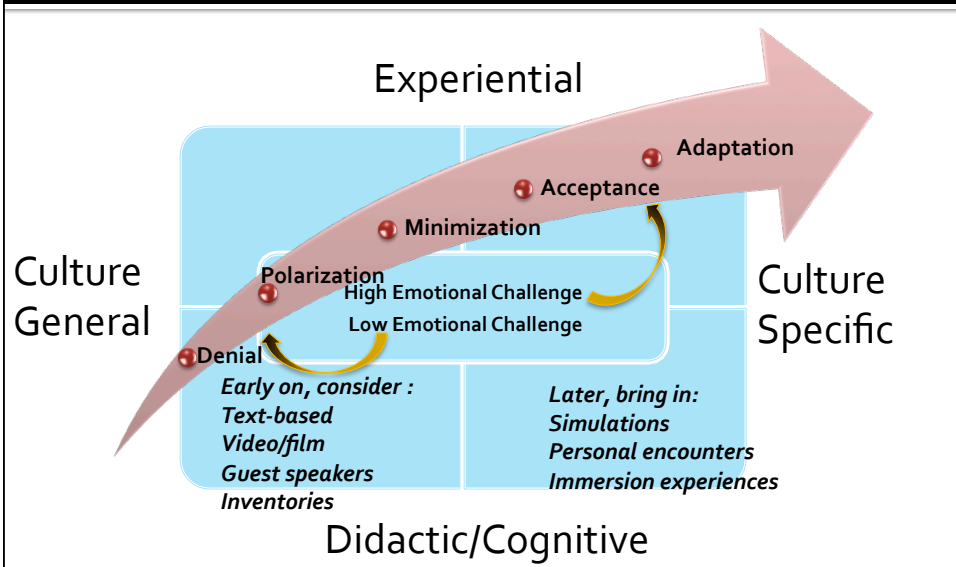 Experiential
Adaptation
Acceptance
Minimization
Culture
General
Polarization
High Emotional Challenge
Low Emotional Challenge
Culture
Specific
Denial
Early on, consider :
Text-based
Video/film
Guest speakers
Inventories
Later, bring in:
Simulations
Personal encounters
Immersion experiences
Didactic/Cognitive